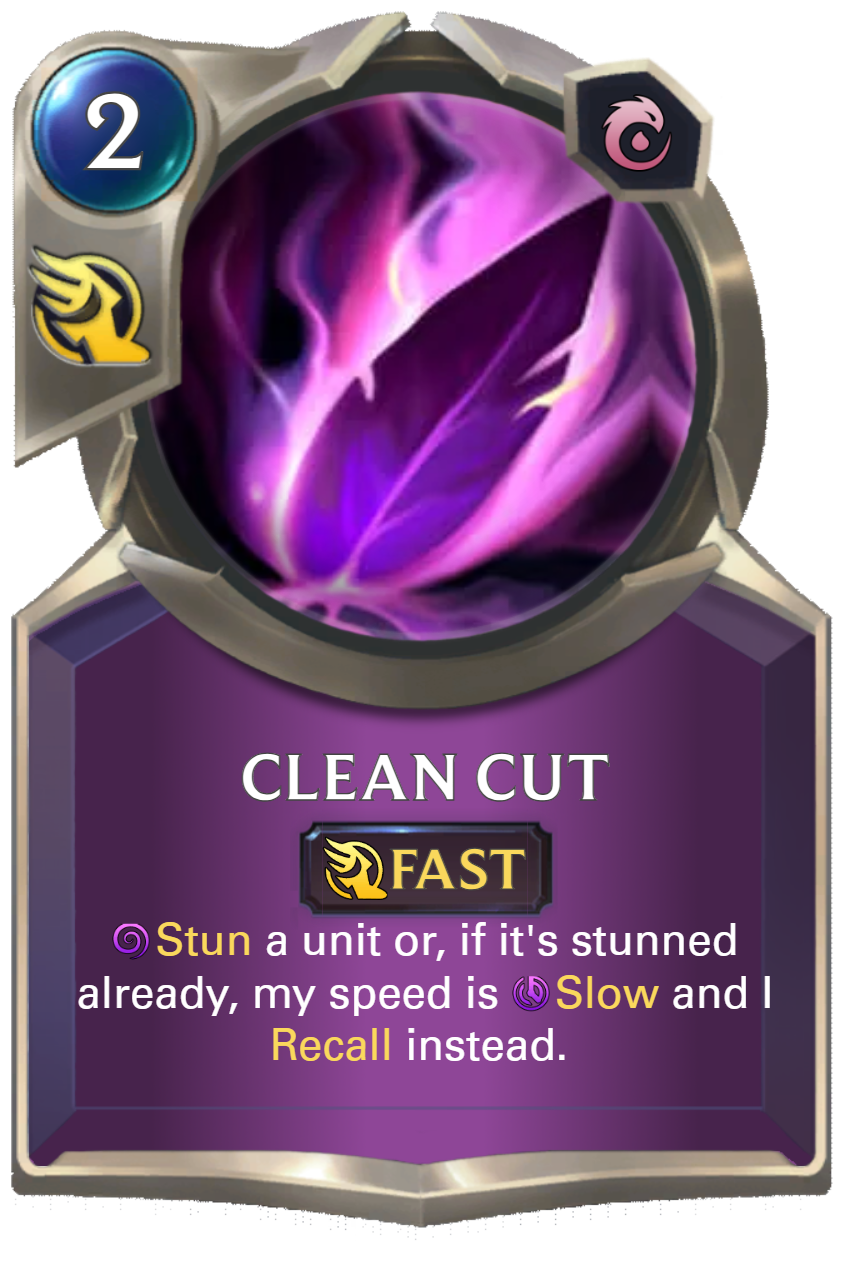 2
CLEAN CUT
FAST
Stun a unit or, if it's stunned
already, my speed is Slow and I
Recall instead.